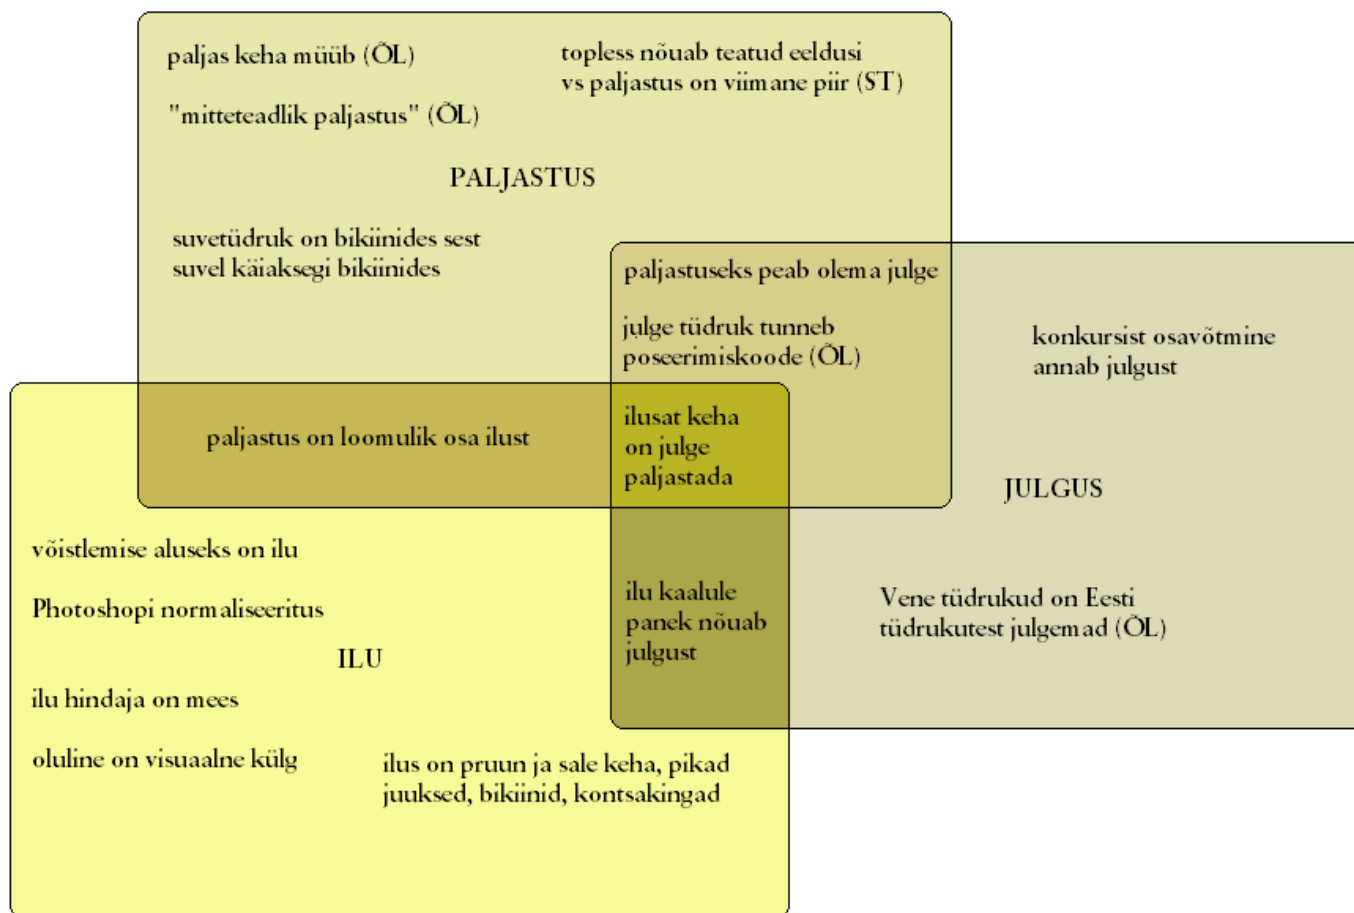 paljas keha müüb (ÕL)
topless nõuab teatud eeldusi
vs paljastus on viimane piir (ST)
"mitteteadlik paljastus" (ÕL)
PALJASTUS
suvetüdruk on bikiinides sest
suvel käiaksegi bikiinides
paljastuseks peab olema julge
julge tüdruk tunneb
poseerimiskoode (ÕL)
konkursist osavõtmine
annab julgust
paljastus on loomulik osa ilust
ilusat keha
on julge
paljastada
JULGUS
võistlemise aluseks on ilu
Photoshopi normaliseeritus
ilu kaalule
panek nõuab
julgust
Vene tüdrukud on Eesti
tüdrukutest julgemad (ÕL)
ILU
ilu hindaja on mees
oluline on visuaalne külg
ilus on pruun ja sale keha, pikad
juuksed, bikiinid, kontsakingad